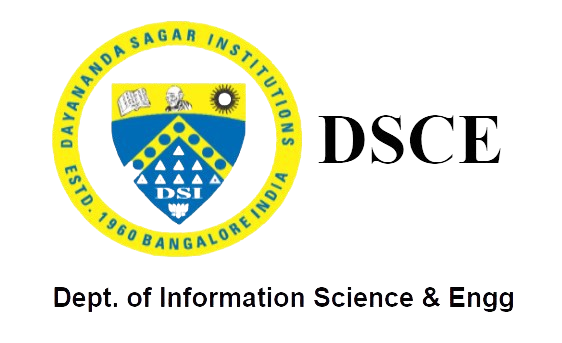 DAYANANDA SAGAR INSTITUTIONS
ESTD. 1960 BANGALORE INDIA
DSI
DSCE
Dept. of Information Science & Engg